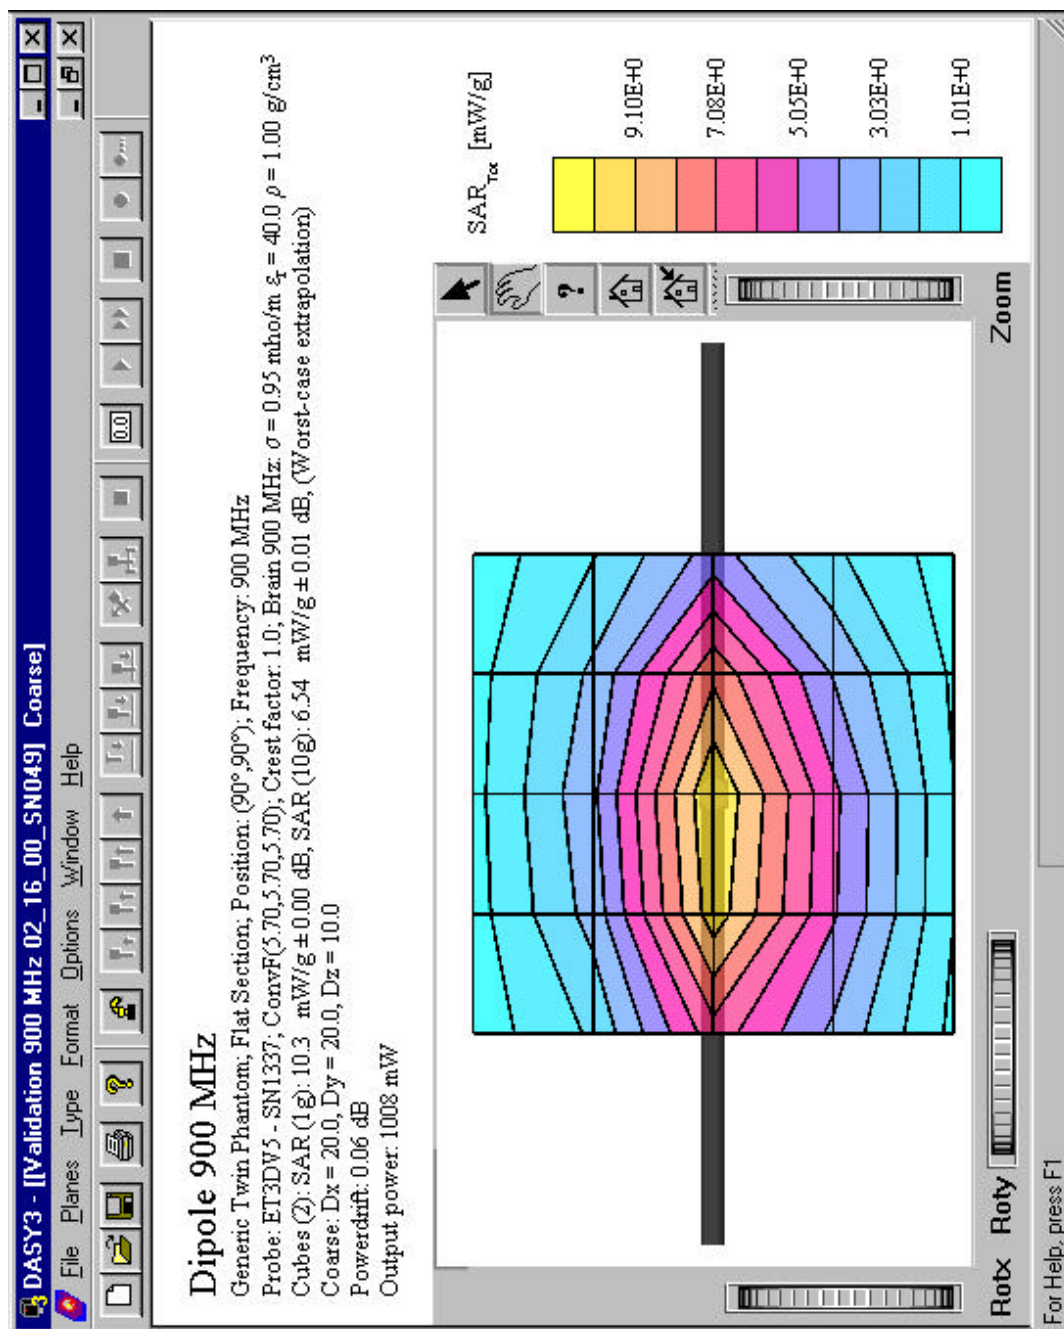 DASY3 - [[Validation 900 MHz 02_16_00_SN049]  Coarse]
File Planes Type Format Options Window Help
0.0
Dipole 900 MHz
Generic Twin Phantom; Flat Section; Position: (90°,90°); Frequency: 900 MHz
Probe: ET3DV5 - SN1337; ConvF(5.70,5.70,5.70); Crest factor: 1.0; Brain 900 MHz: σ = 0.95 mho/m εr = 40.0 ρ = 1.00 g/cm³
Cubes (2): SAR (1g): 10.3 mW/g ± 0.00 dB, SAR (10g): 6.54 mW/g ± 0.01 dB, (Worst-case extrapolation)
Coarse: Dx = 20.0, Dy = 20.0, Dz = 10.0
Powerdrift: 0.06 dB
Output power: 1008 mW
SAR Tot [mW/g]
9.10E+0
7.08E+0
5.05E+0
3.03E+0
1.01E+0
Rotx Roty Zoom
For Help, press F1